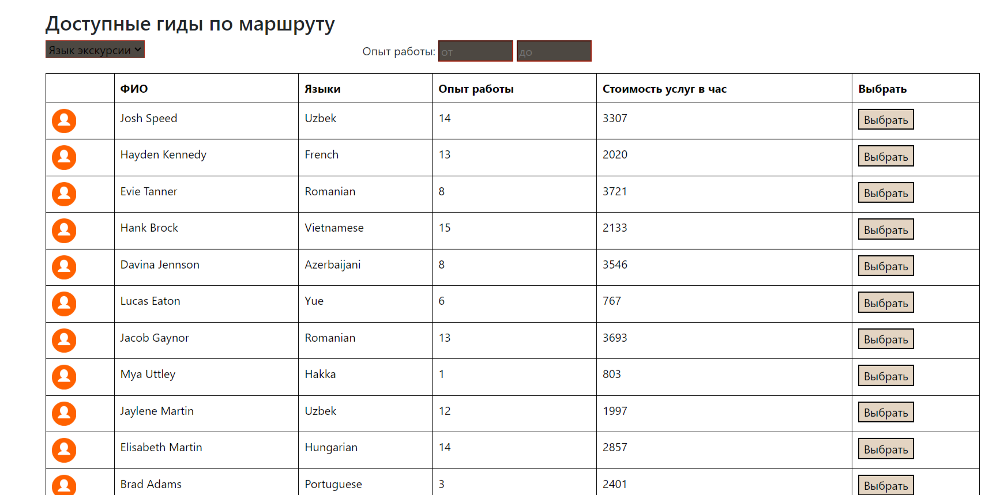 Доступные гиды по маршруту
Язык экскурсии Опыт работы: от до
ФИО Языки Опыт работы Стоимость услуг в час Выбрать
Josh Speed Uzbek 14 3307 Выбрать
Hayden Kennedy French 13 2020 Выбрать
Evie Tanner Romanian 8 3721 Выбрать
Hank Brock Vietnamese 15 2133 Выбрать
Davina Jennson Azerbaijani 8 3546 Выбрать
Lucas Eaton Yue 6 767 Выбрать
Jacob Gaynor Romanian 13 3693 Выбрать
Mya Uttley Hakka 1 803 Выбрать
Jaylene Martin Uzbek 12 1997 Выбрать
Elisabeth Martin Hungarian 14 2857 Выбрать
Brad Adams Portuguese 3 2401 Выбрать